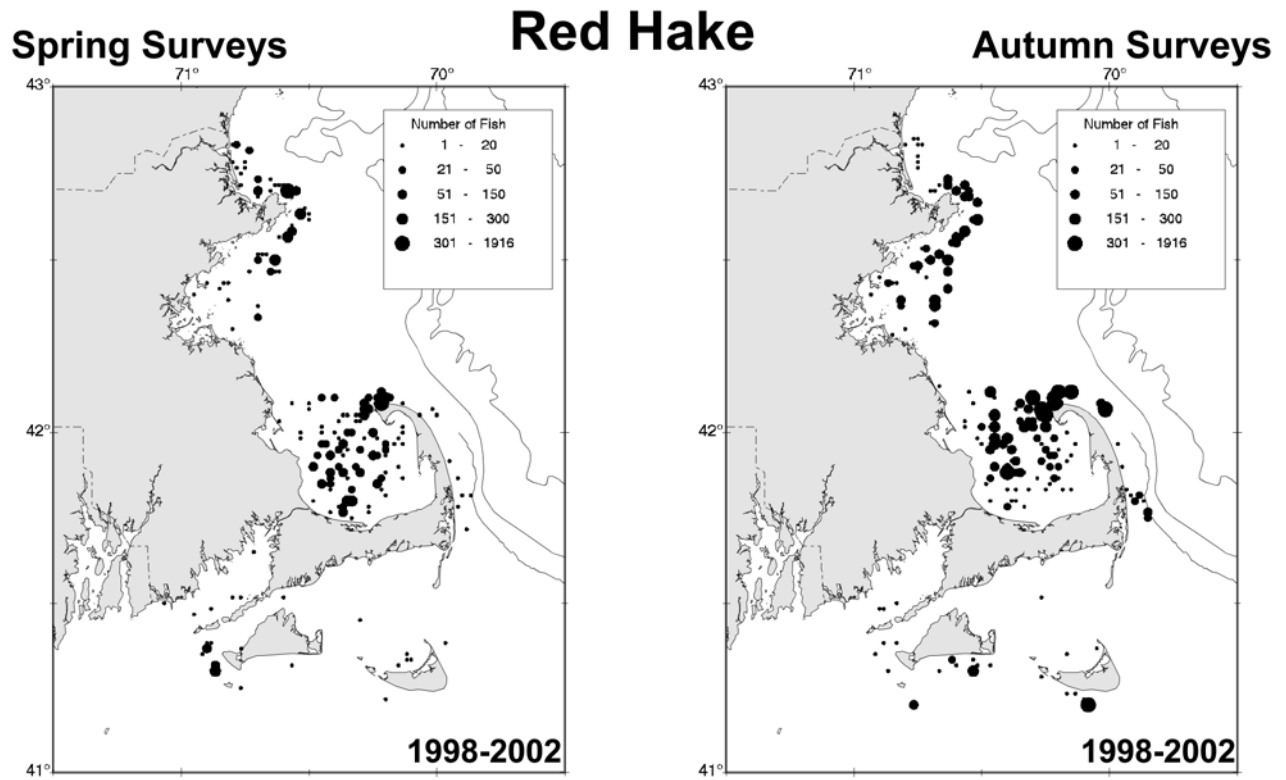 Red Hake
Spring Surveys
Autumn Surveys
71°
70°
43°
42°
41°
Number of Fish
1 - 20
21 - 50
51 - 150
151 - 300
301 - 1916
1998-2002
71°
70°
43°
42°
41°
Number of Fish
1 - 20
21 - 50
51 - 150
151 - 300
301 - 1916
1998-2002